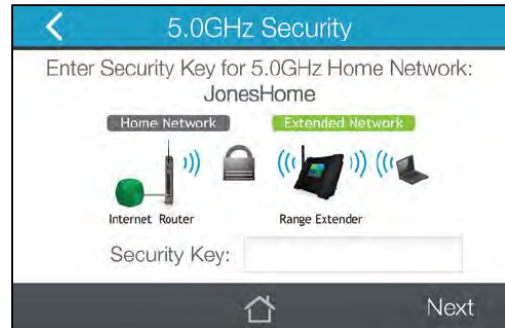 5.0GHz Security
Enter Security Key for 5.0GHz Home Network:
JonesHome
Home Network Extended Network
Internet Router Range Extender
Security Key:
Next